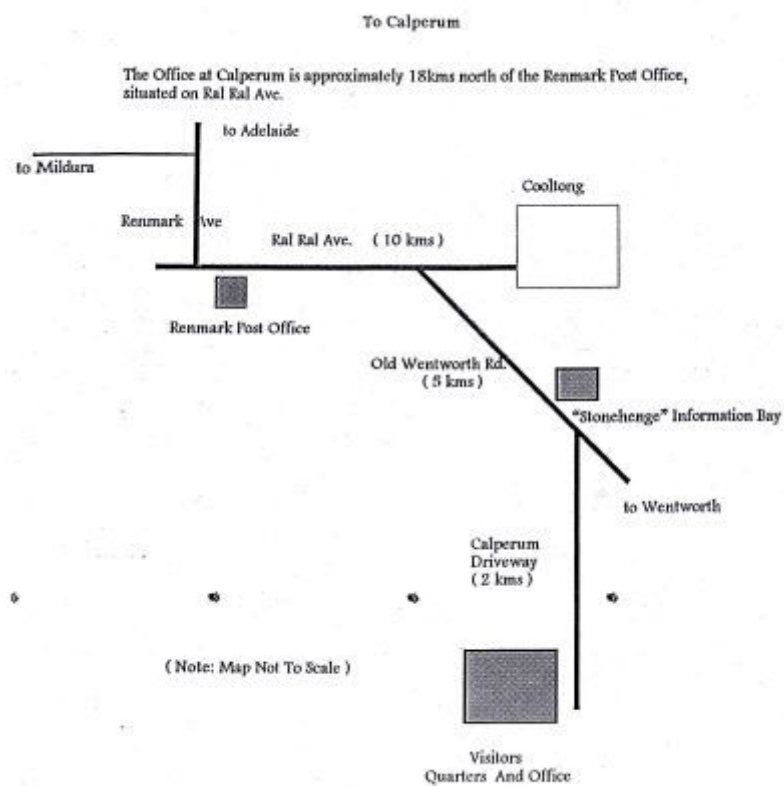 To Calperum
The Office at Calperum is approximately 18kms north of the Renmark Post Office,
situated on Ral Ral Ave.
to Adelaide
to Mildura
Cooltong
Renmark Ave
Ral Ral Ave. ( 10 kms )
Renmark Post Office
Old Wentworth Rd.
( 5 kms )
"Stonehenge" Information Bay
to Wentworth
Calperum
Driveway
( 2 kms )
( Note: Map Not To Scale )
Visitors
Quarters And Office